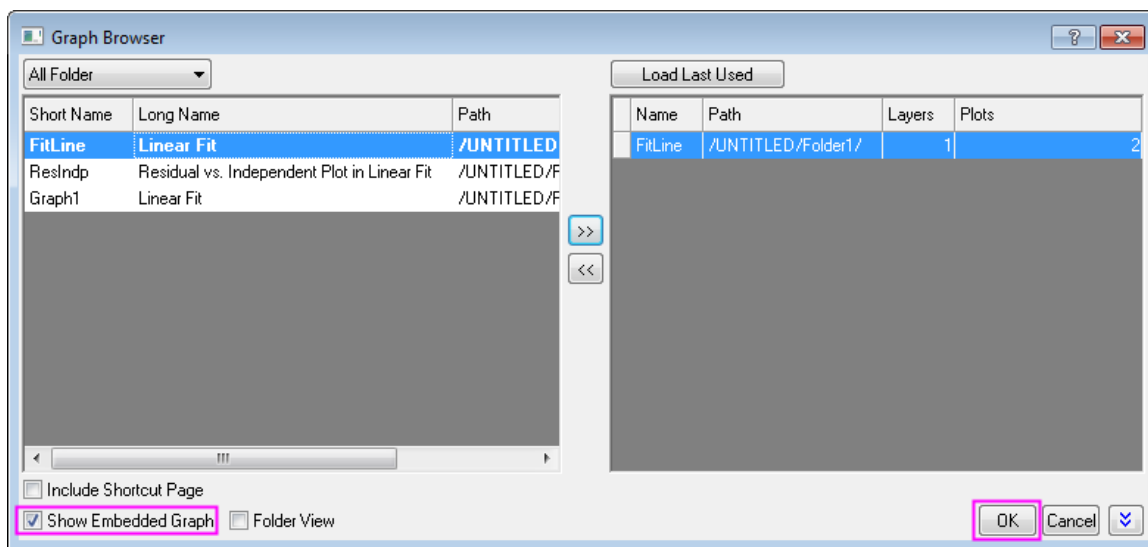 Graph Browser
All Folder
Load Last Used
Short Name Long Name Path
FitLine Linear Fit /UNTITLED
ResIndp Residual vs. Independent Plot in Linear Fit /UNTITLED/F
Graph1 Linear Fit /UNTITLED/F
>>
<<
Name Path Layers Plots
FitLine /UNTITLED/Folder1/ 1 2
Include Shortcut Page
Show Embedded Graph Folder View
OK Cancel